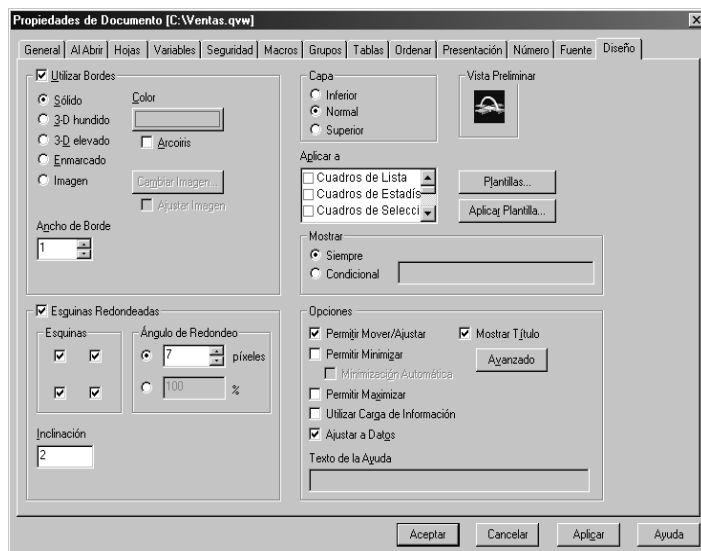 Propiedades de Documento [C:\Ventas.qvw]
General Al Abrir Hojas Variables Seguridad Macros Grupos Tablas Ordenar Presentación Número Fuente Diseño
Utilizar Bordes
Sólido
3-D hundido
3-D elevado
Enmarcado
Imagen
Color
Arcoiris
Cambiar Imagen...
Ajustar Imagen
Ancho de Borde
1
Capa
Inferior
Normal
Superior
Vista Preliminar
Aplicar a
Cuadros de Lista
Cuadros de Estadís
Cuadros de Selecci
Plantillas...
Aplicar Plantilla...
Mostrar
Siempre
Condicional
Esquinas Redondeadas
Esquinas
Ángulo de Redondeo
7 píxeles
100 %
Inclinación
2
Opciones
Permitir Mover/Ajustar
Mostrar Título
Permitir Minimizar
Avanzado
Minimización Automática
Permitir Maximizar
Utilizar Carga de Información
Ajustar a Datos
Texto de la Ayuda
Aceptar Cancelar Aplicar Ayuda